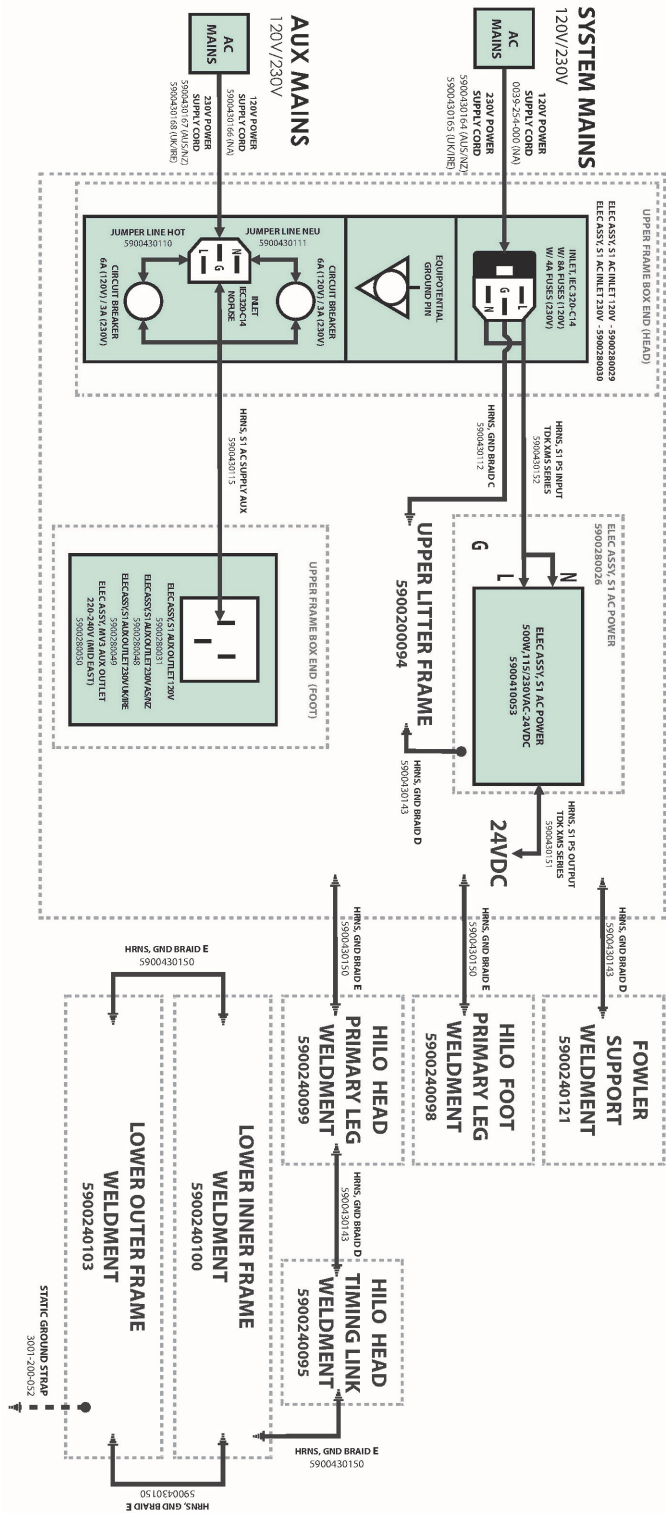 SYSTEM MAINS
120V/230V
AC
MAINS
120V POWER
SUPPLY CORD
0039-254-000 (NA)
230V POWER
SUPPLY CORD
5900430164 (AUS/NZ)
5900430165 (UK/IRE)
AUX MAINS
120V/230V
AC
MAINS
120V POWER
SUPPLY CORD
5900430166 (NA)
230V POWER
SUPPLY CORD
5900430167 (AUS/NZ)
5900430168 (UK/IRE)
UPPER FRAME BOX END (HEAD)
ELEC ASSY, S1 AC INLET 120V - 5900280029
ELEC ASSY, S1 AC INLET 230V - 5900280030
INLET, IEC 320-C14
W/ 8A FUSES (120V)
W/ 4A FUSES (230V)
L
G
N
EQUIPOTENTIAL
GROUND PIN
JUMPER LINE NEU
5900430111
JUMPER LINE HOT
5900430110
CIRCUIT BREAKER
6A (120V) / 3A (230V)
N
G
L
INLET
IEC320-C14
NO FUSE
CIRCUIT BREAKER
6A (120V) / 3A (230V)
HRNS, S1 PS INPUT
TDK XMS SERIES
5900430152
HRNS, GND BRAID C
5900430112
HRNS, S1 AC SUPPLY AUX
5900430115
ELEC ASSY, S1 AC POWER
5900280026
N
L
G
ELEC ASSY, S1 AC POWER
500W,115/230VAC-24VDC
5900410053
UPPER LITTER FRAME
5900200094
HRNS, GND BRAID D
5900430143
HRNS, S1 PS OUTPUT
TDK XMS SERIES
5900430151
24VDC
UPPER FRAME BOX END (FOOT)
ELEC ASSY, S1 AUX OUTLET 120V
5900280031
ELEC ASSY, S1 AUX OUTLET 230V AS/NZ
5900280048
ELEC ASSY, S1 AUX OUTLET 230V UK/IRE
5900280049
ELEC ASSY, MV3 AUX OUTLET
220-240V (MID EAST)
5900280050
HRNS, GND BRAID D
5900430143
HRNS, GND BRAID E
5900430150
HRNS, GND BRAID E
5900430150
FOWLER
SUPPORT
WELDMENT
5900240121
HILO FOOT
PRIMARY LEG
WELDMENT
5900240098
HILO HEAD
PRIMARY LEG
WELDMENT
5900240099
HRNS, GND BRAID E
5900430150
HRNS, GND BRAID D
5900430143
HILO HEAD
TIMING LINK
WELDMENT
5900240095
LOWER INNER FRAME
WELDMENT
5900240100
LOWER OUTER FRAME
WELDMENT
5900240103
HRNS, GND BRAID E
5900430150
HRNS, GND BRAID E
5900430150
STATIC GROUND STRAP
3001-200-052